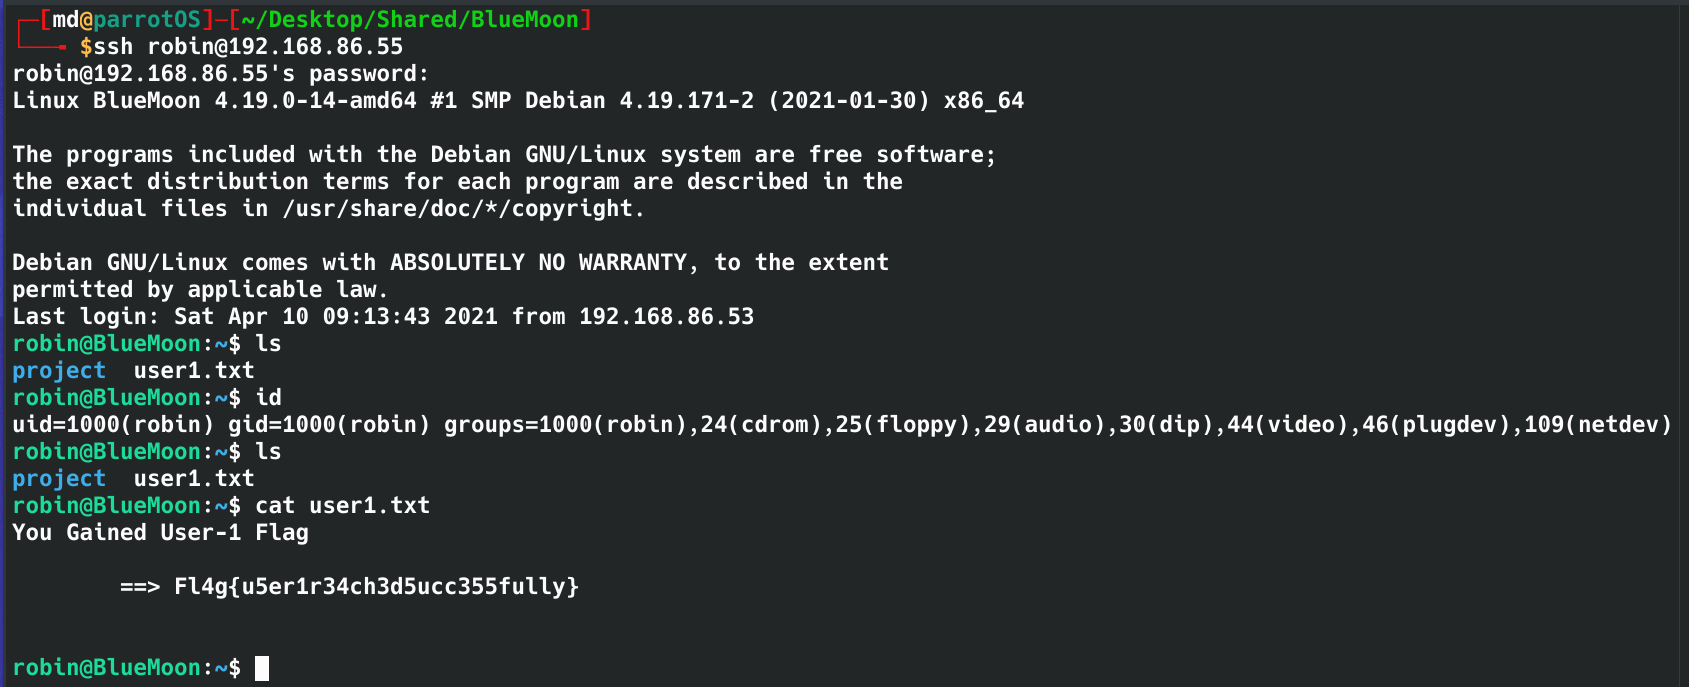 ┌─[md@parrotOS]─[~/Desktop/Shared/BlueMoon]
└──╼ $ssh robin@192.168.86.55
robin@192.168.86.55's password:
Linux BlueMoon 4.19.0-14-amd64 #1 SMP Debian 4.19.171-2 (2021-01-30) x86_64

The programs included with the Debian GNU/Linux system are free software;
the exact distribution terms for each program are described in the
individual files in /usr/share/doc/*/copyright.

Debian GNU/Linux comes with ABSOLUTELY NO WARRANTY, to the extent
permitted by applicable law.
Last login: Sat Apr 10 09:13:43 2021 from 192.168.86.53
robin@BlueMoon:~$ ls
project  user1.txt
robin@BlueMoon:~$ id
uid=1000(robin) gid=1000(robin) groups=1000(robin),24(cdrom),25(floppy),29(audio),30(dip),44(video),46(plugdev),109(netdev)
robin@BlueMoon:~$ ls
project  user1.txt
robin@BlueMoon:~$ cat user1.txt
You Gained User-1 Flag

        ==> Fl4g{u5er1r34ch3d5ucc355fully}


robin@BlueMoon:~$